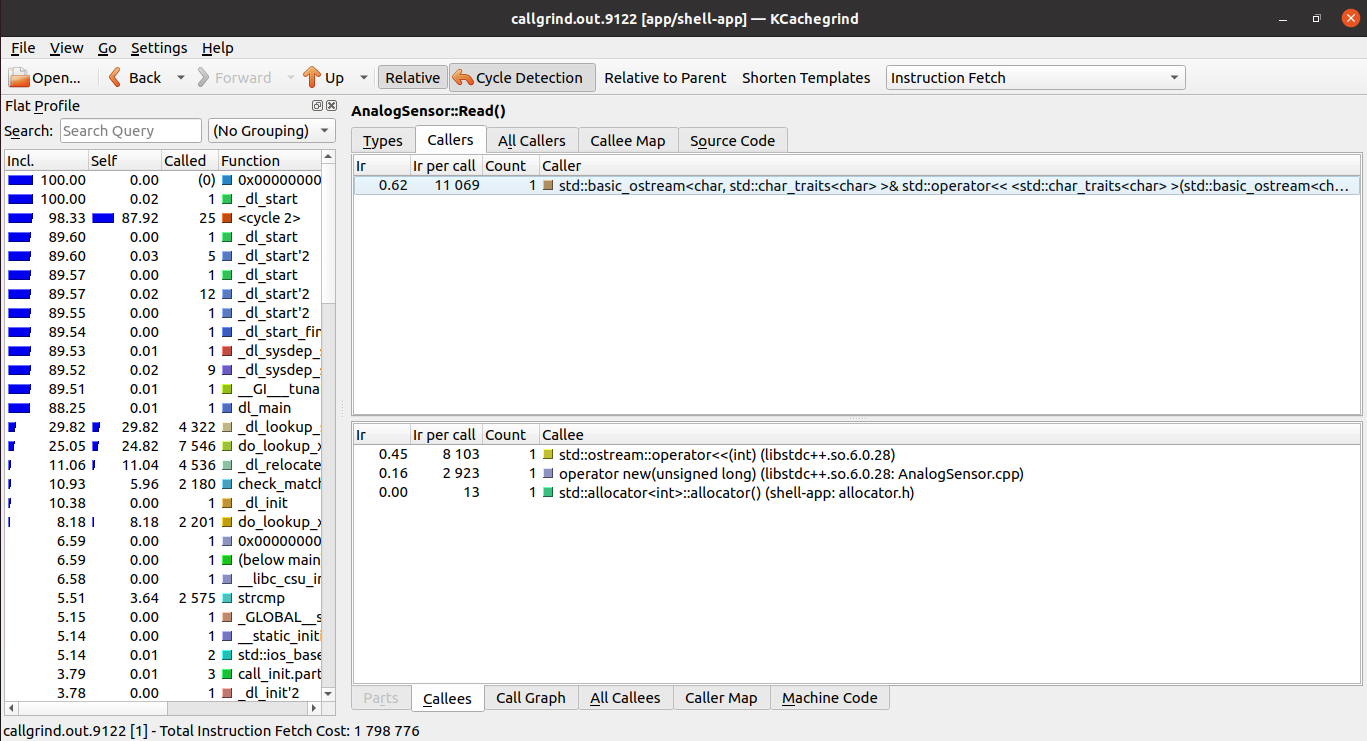 callgrind.out.9122 [app/shell-app] — KCachegrind
File View Go Settings Help
Open... Back Forward Up Relative Cycle Detection Relative to Parent Shorten Templates Instruction Fetch
Flat Profile
Search: Search Query (No Grouping)
Incl. Self Called Function
100.00 0.00 (0) 0x00000000
100.00 0.02 1 _dl_start
98.33 87.92 25 <cycle 2>
89.60 0.00 1 _dl_start
89.60 0.03 5 _dl_start'2
89.57 0.00 1 _dl_start
89.57 0.02 12 _dl_start'2
89.55 0.00 1 _dl_start'2
89.54 0.00 1 _dl_start_fin
89.53 0.01 1 _dl_sysdep_s
89.52 0.02 9 _dl_sysdep_s
89.51 0.01 1 __GI___tuna
88.25 0.01 1 dl_main
29.82 29.82 4 322 _dl_lookup_s
25.05 24.82 7 546 do_lookup_x
11.06 11.04 4 536 _dl_relocate
10.93 5.96 2 180 check_match
10.38 0.00 1 _dl_init
8.18 8.18 2 201 do_lookup_x
6.59 0.00 1 0x00000000
6.59 0.00 1 (below main
6.58 0.00 1 __libc_csu_in
5.51 3.64 2 575 strcmp
5.15 0.00 1 _GLOBAL__s
5.14 0.00 1 __static_initi
5.14 0.01 2 std::ios_base
3.79 0.01 3 call_init.part
3.78 0.00 1 _dl_init'2
AnalogSensor::Read()
Types Callers All Callers Callee Map Source Code
Ir Ir per call Count Caller
0.62 11 069 1 std::basic_ostream<char, std::char_traits<char> >& std::operator<< <std::char_traits<char> >(std::basic_ostream<ch...
Ir Ir per call Count Callee
0.45 8 103 1 std::ostream::operator<<(int) (libstdc++.so.6.0.28)
0.16 2 923 1 operator new(unsigned long) (libstdc++.so.6.0.28: AnalogSensor.cpp)
0.00 13 1 std::allocator<int>::allocator() (shell-app: allocator.h)
Parts Callees Call Graph All Callees Caller Map Machine Code
callgrind.out.9122 [1] - Total Instruction Fetch Cost: 1 798 776